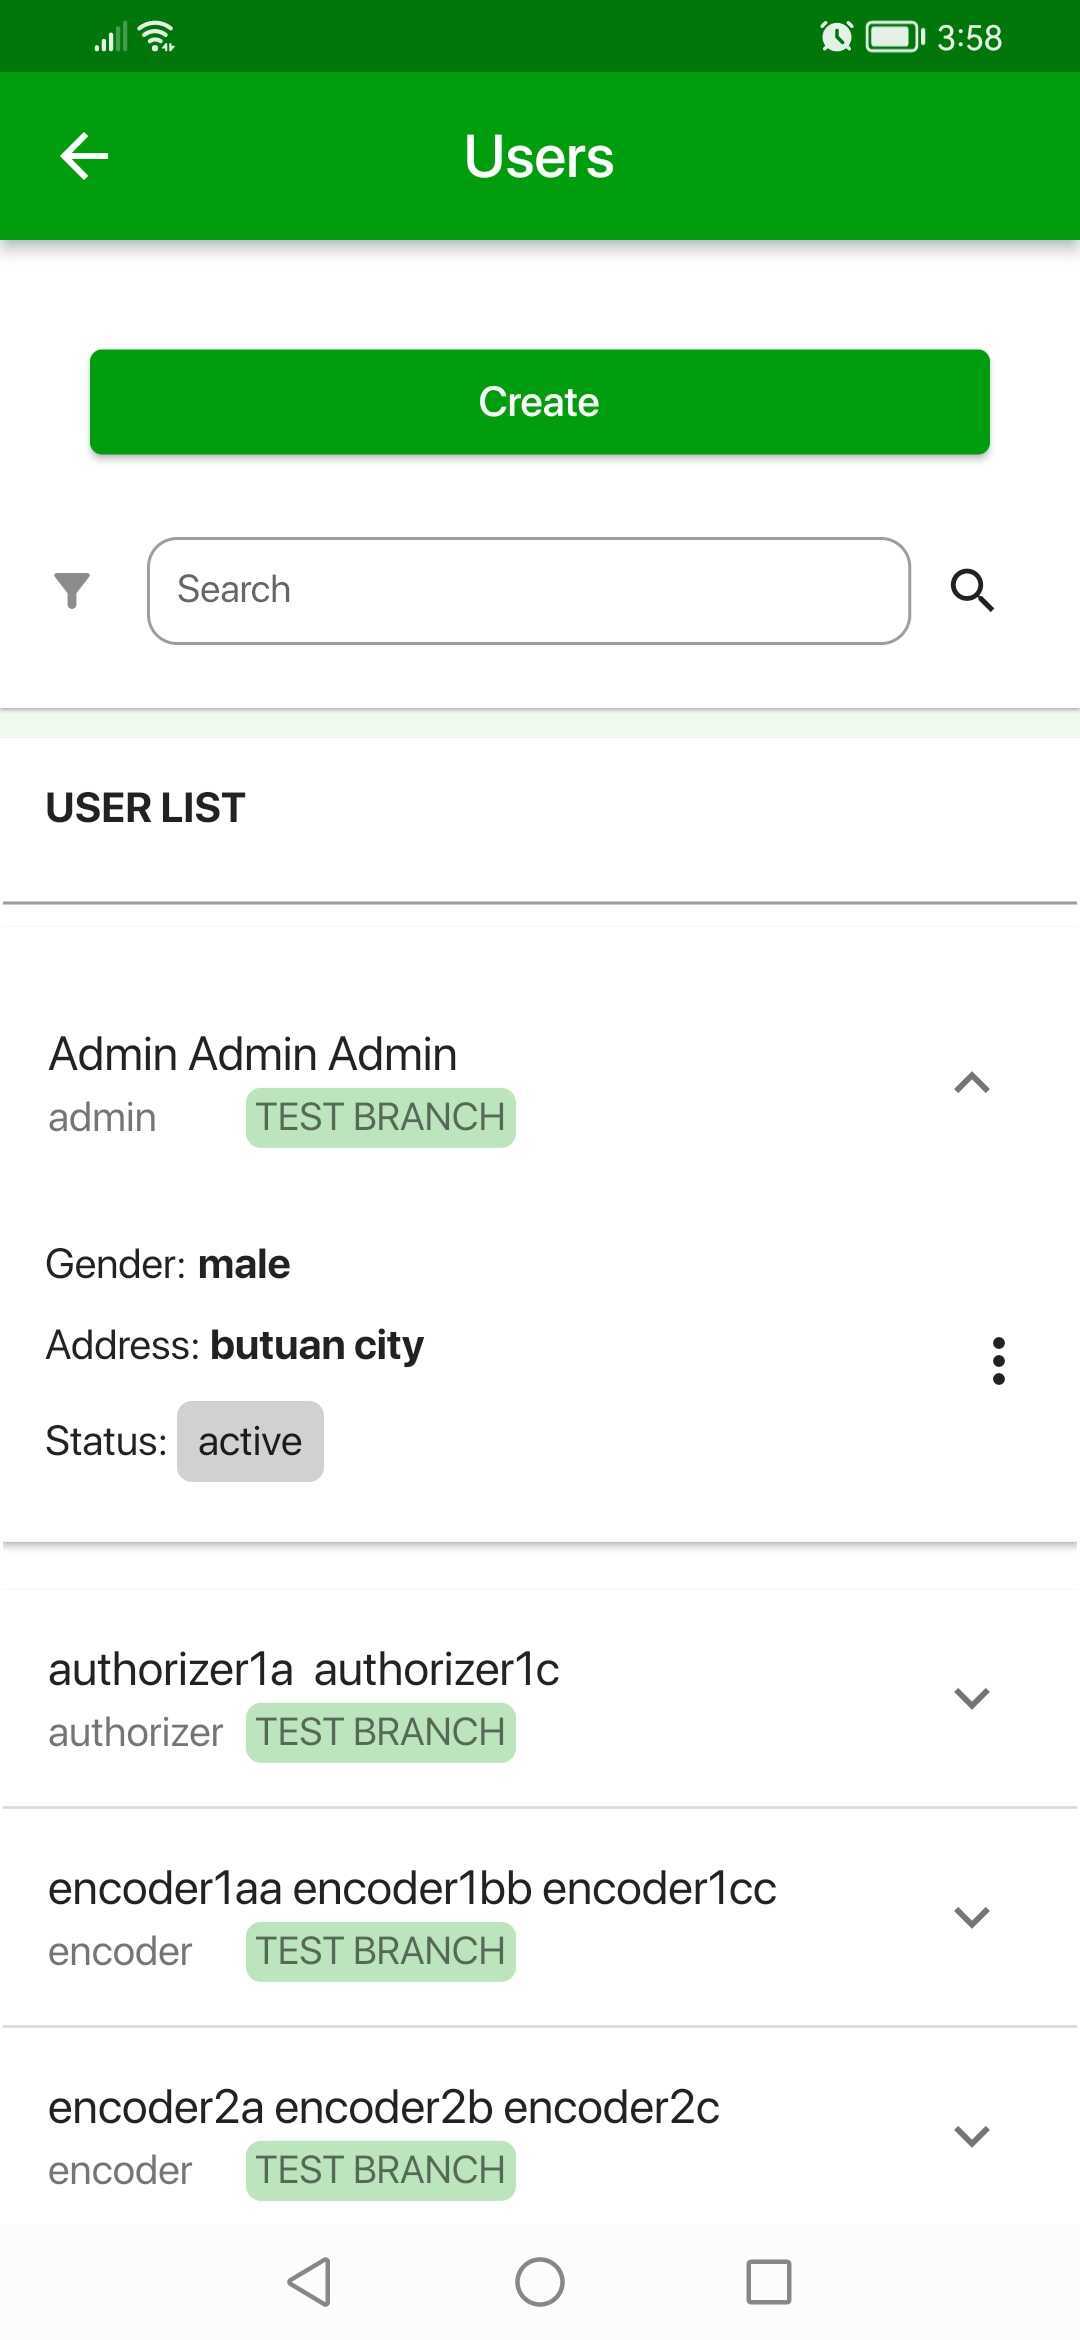 3:58
Users
Create
Search
USER LIST
Admin Admin Admin
admin TEST BRANCH
Gender: male
Address: butuan city
Status: active
authorizer1a authorizer1c
authorizer TEST BRANCH
encoder1aa encoder1bb encoder1cc
encoder TEST BRANCH
encoder2a encoder2b encoder2c
encoder TEST BRANCH